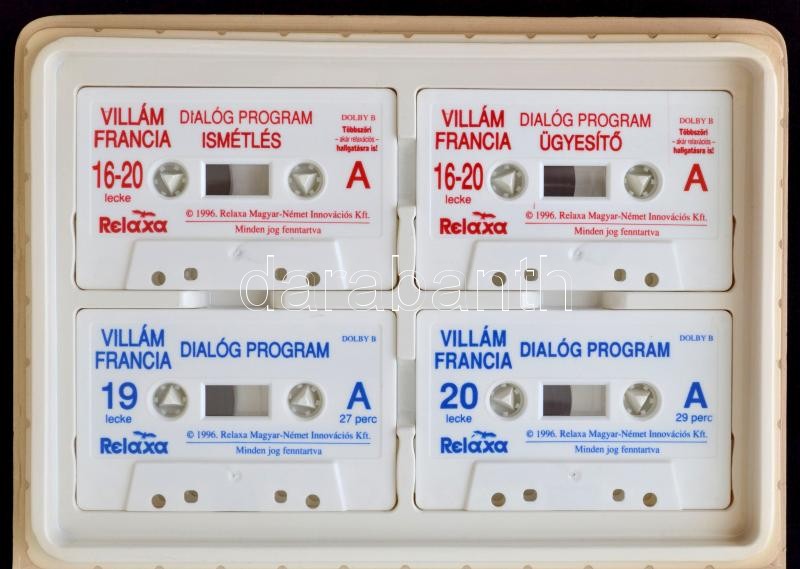 VILLÁM
FRANCIA
DIALÓG PROGRAM
ISMÉTLÉS
DOLBY B
Többszöri
– akár relaxációs –
hallgatásra is!
16-20
lecke
A
Relaxa
© 1996. Relaxa Magyar-Német Innovációs Kft.
Minden jog fenntartva
VILLÁM
FRANCIA
DIALÓG PROGRAM
ÜGYESÍTŐ
DOLBY B
Többszöri
– akár relaxációs –
hallgatásra is!
16-20
lecke
A
Relaxa
© 1996. Relaxa Magyar-Német Innovációs Kft.
Minden jog fenntartva
darabanth
VILLÁM
FRANCIA
DIALÓG PROGRAM
DOLBY B
19
lecke
A
27 perc
Relaxa
© 1996. Relaxa Magyar-Német Innovációs Kft.
Minden jog fenntartva
VILLÁM
FRANCIA
DIALÓG PROGRAM
DOLBY B
20
lecke
A
29 perc
Relaxa
© 1996. Relaxa Magyar-Német Innovációs Kft.
Minden jog fenntartva